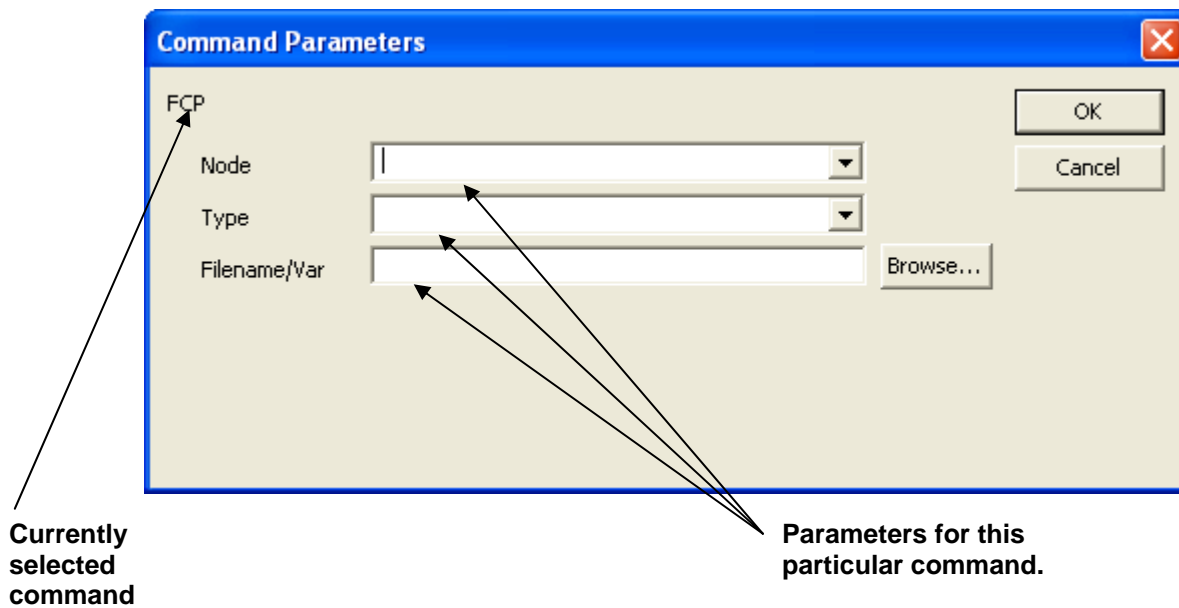 Command Parameters
FCP
OK
Node
Cancel
Type
Filename/Var
Browse...
Currently
selected
command
Parameters for this
particular command.